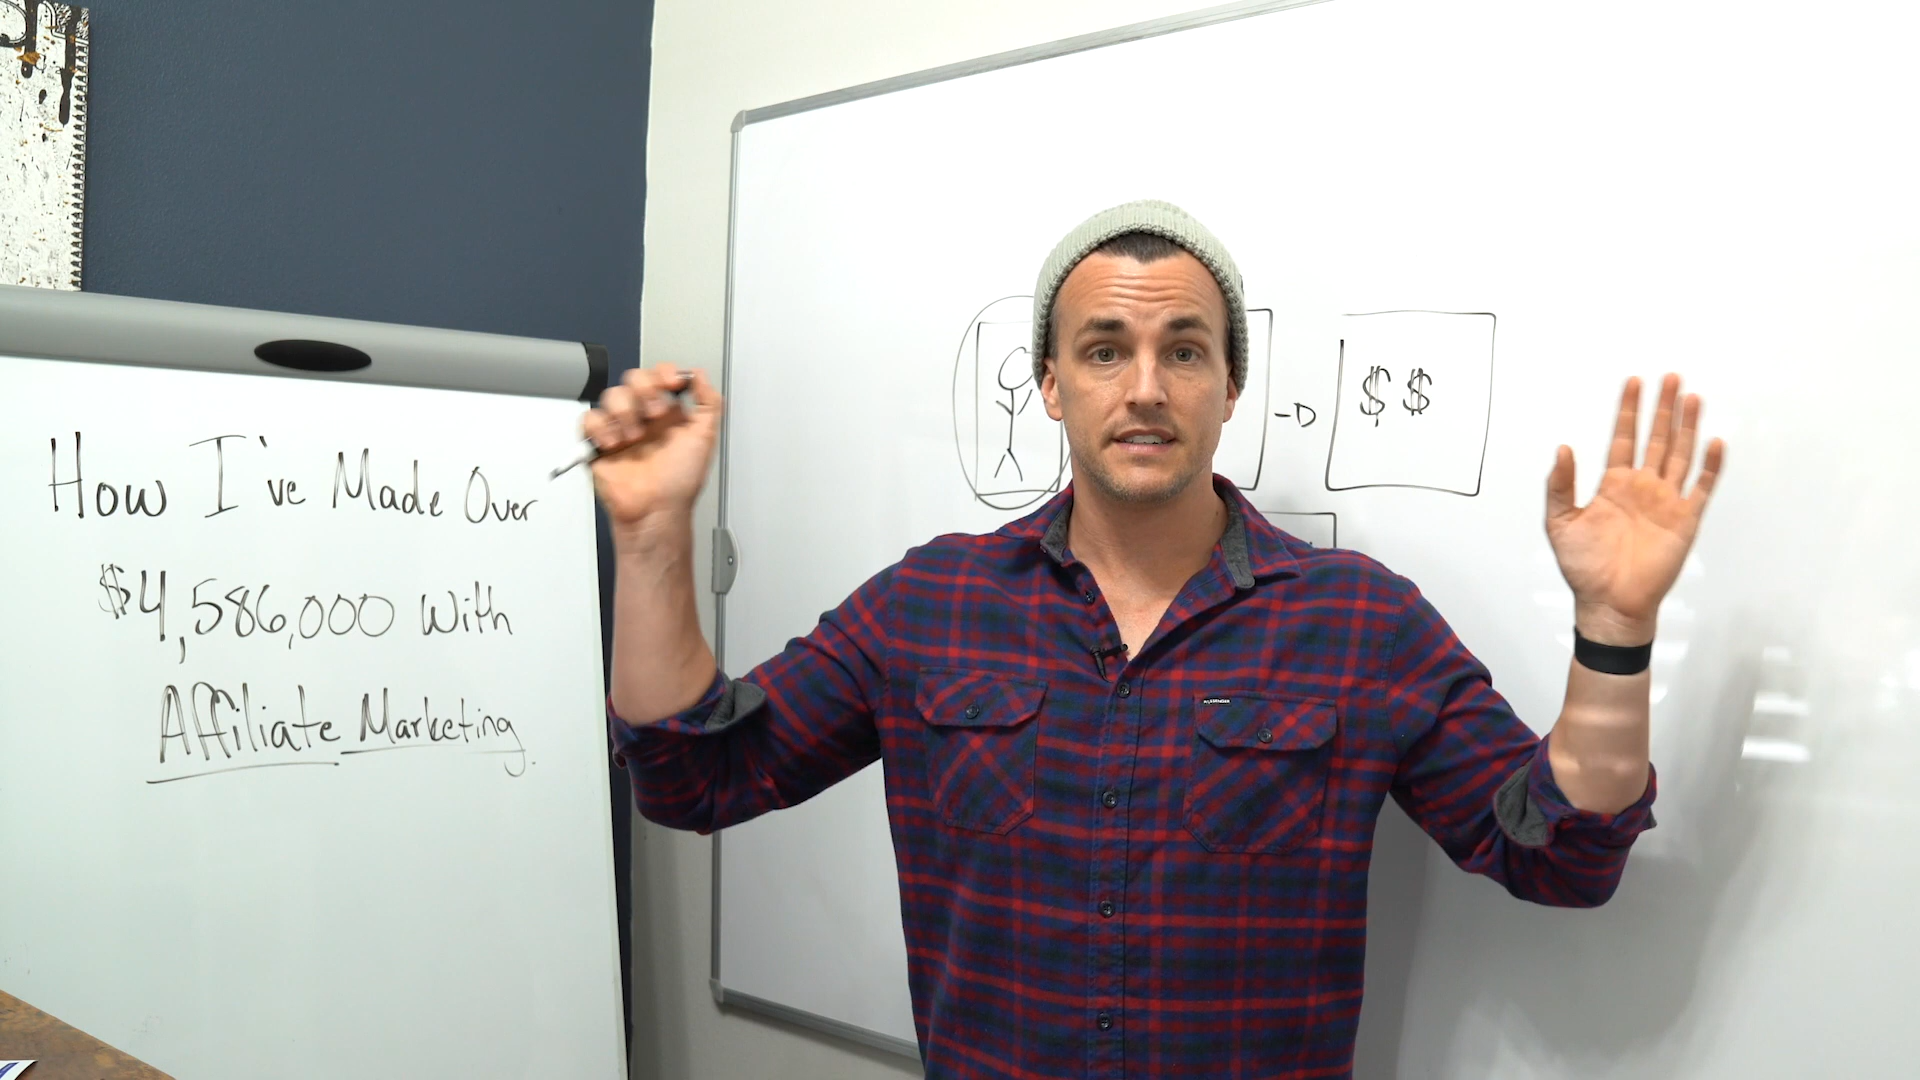 How I've Made Over
$4,586,000 With
Affiliate Marketing.
$ $